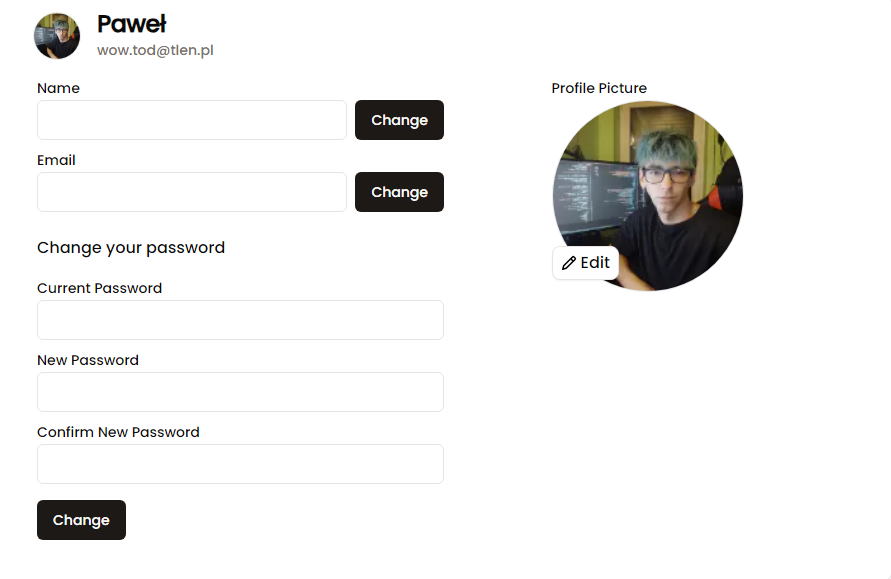 Paweł
wow.tod@tlen.pl
Name
Change
Email
Change
Change your password
Current Password
New Password
Confirm New Password
Change
Profile Picture
Edit